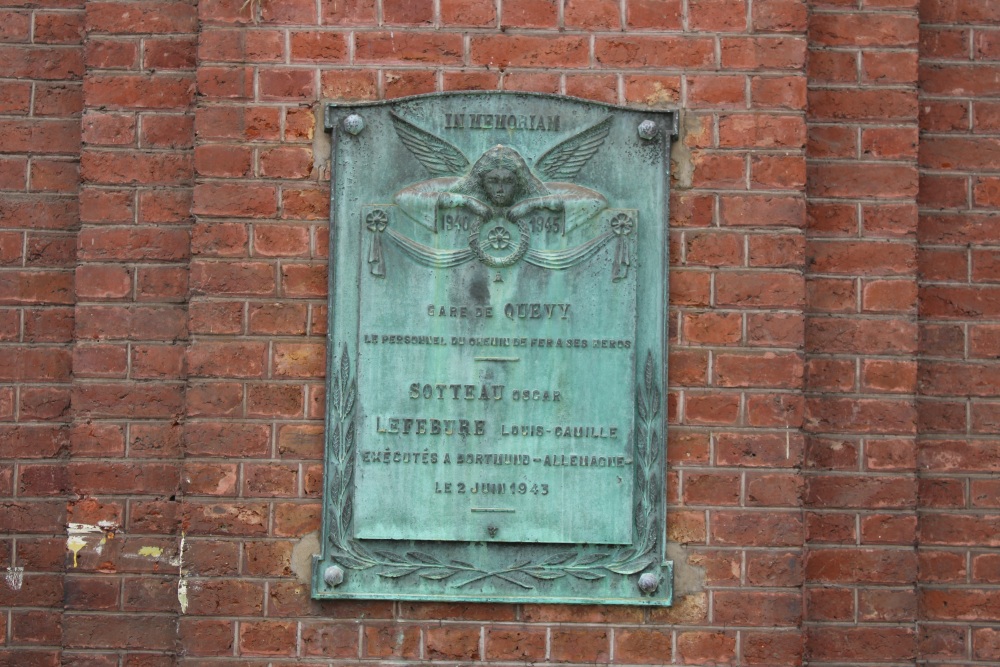 IN MEMORIAM
1940 1945
A
GARE DE QUEVY
LE PERSONNEL DU CHEMIN DE FER A SES HEROS
SOTTEAU OSCAR
LEFEBURE LOUIS-CAMILLE
EXÉCUTÉS A DORTMUND-ALLEMAGNE-
LE 2 JUIN 1943